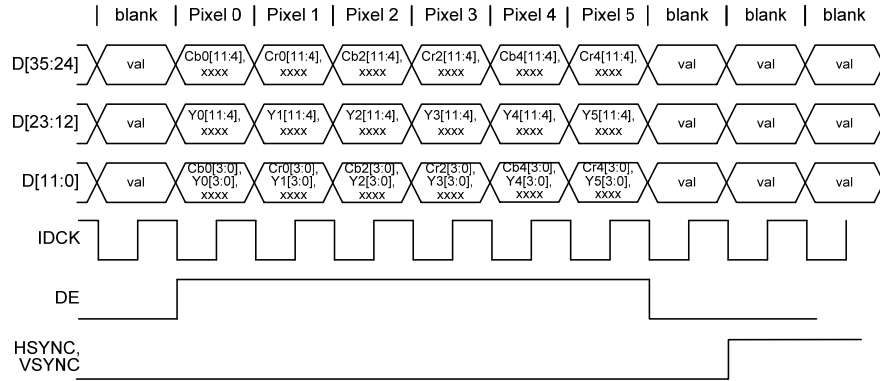 blank | Pixel 0 | Pixel 1 | Pixel 2 | Pixel 3 | Pixel 4 | Pixel 5 | blank | blank | blank
D[35:24] val Cb0[11:4], Cr0[11:4], Cb2[11:4], Cr2[11:4], Cb4[11:4], Cr4[11:4], val val val
xxxx xxxx xxxx xxxx xxxx xxxx
D[23:12] val Y0[11:4], Y1[11:4], Y2[11:4], Y3[11:4], Y4[11:4], Y5[11:4], val val val
xxxx xxxx xxxx xxxx xxxx xxxx
Cb0[3:0], Cr0[3:0], Cb2[3:0], Cr2[3:0], Cb4[3:0], Cr4[3:0],
D[11:0] val Y0[3:0], Y1[3:0], Y2[3:0], Y3[3:0], Y4[3:0], Y5[3:0], val val val
xxxx xxxx xxxx xxxx xxxx xxxx
IDCK
DE
HSYNC,
VSYNC